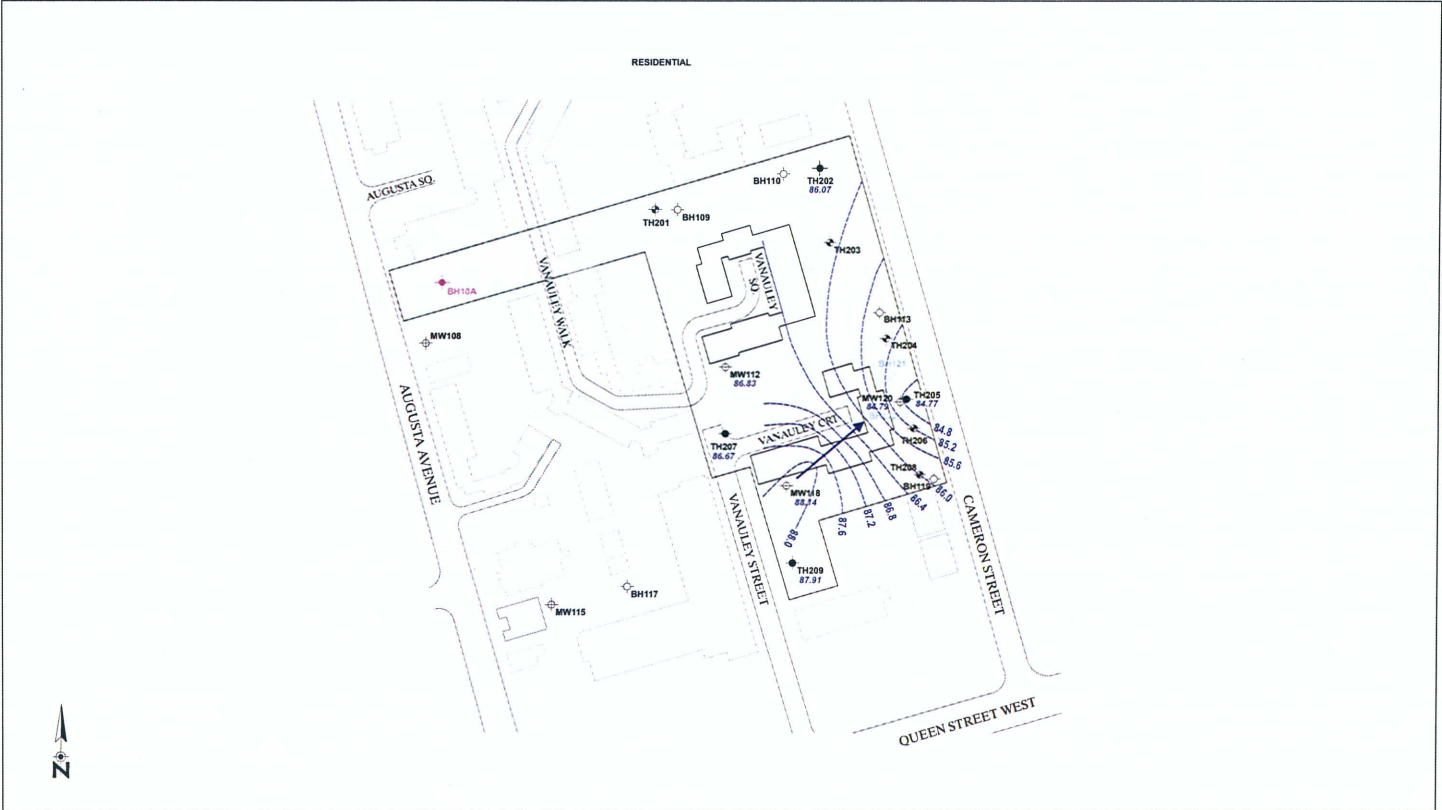 RESIDENTIAL
AUGUSTA SQ.
BH110
TH202
86.07
TH201
BH109
TH203
VANAULEY WALK
VANAULEY
SQ.
BH113
TH204
MW108
MW112
86.83
MW120
84.79
TH205
84.77
AUGUSTA AVENUE
VANAULEY CRT
TH207
86.67
TH206
84.8
85.2
85.6
TH208
BH119
86.0
86.4
86.8
87.2
87.6
88.0
MW118
88.14
VANAULEY STREET
CAMERON STREET
TH209
87.91
BH117
MW115
QUEEN STREET WEST
N